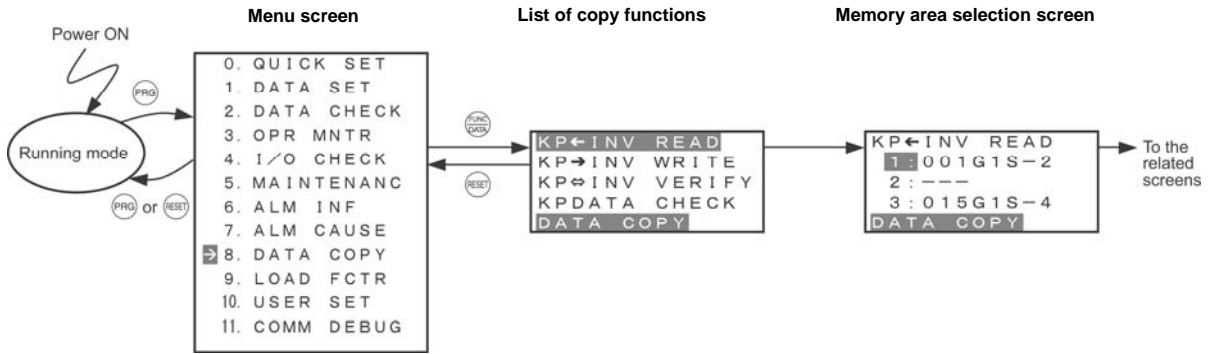 Menu screen
List of copy functions
Memory area selection screen
Power ON
PRG
Running mode
PRG or RESET
0. QUICK SET
1. DATA SET
2. DATA CHECK
3. OPR MNTR
4. I/O CHECK
5. MAINTENANC
6. ALM INF
7. ALM CAUSE
→ 8. DATA COPY
9. LOAD FCTR
10. USER SET
11. COMM DEBUG
FUNC
DATA
RESET
KP←INV READ
KP→INV WRITE
KP⇔INV VERIFY
KPDATA CHECK
DATA COPY
KP←INV READ
1:001G1S-2
2:---
3:015G1S-4
DATA COPY
To the
related
screens